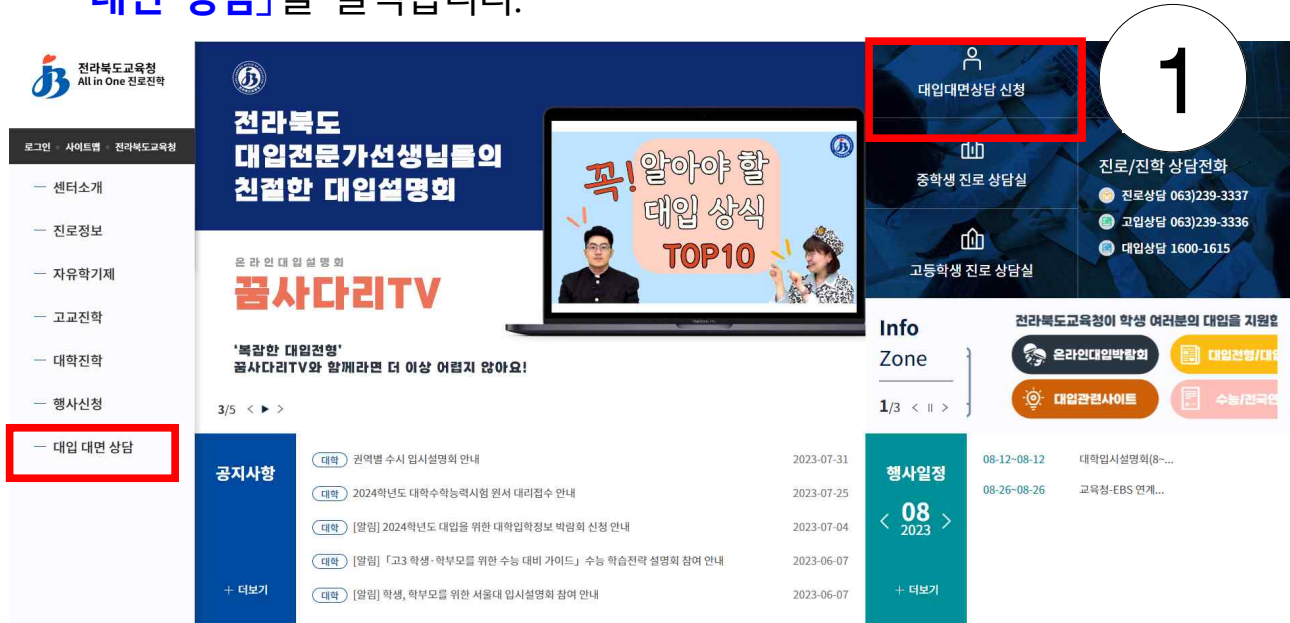 대면 상담」을 클릭합니다.
전라북도교육청
All in One 진로진학
로그인 사이트맵 전라북도교육청
센터소개
진로정보
자유학기제
고교진학
대학진학
행사신청
대입 대면 상담
전라북도
대입전문가선생님들의
친절한 대입설명회
온라인대입설명회
꿈사다리TV
'복잡한 대입전형'
꿈사다리TV와 함께라면 더 이상 어렵지 않아요!
3/5 < ▶ >
꼭! 알아야 할
대입 상식
TOP10
대입대면상담 신청
1
중학생 진로 상담실
고등학생 진로 상담실
진로/진학 상담전화
진로상담 063)239-3337
고입상담 063)239-3336
대입상담 1600-1615
Info
Zone
1/3 < II >
전라북도교육청이 학생 여러분의 대입을 지원합
온라인대입박람회
대입전형/대입
대입관련사이트
수능/전국연
공지사항
+ 더보기
대학 권역별 수시 입시설명회 안내 2023-07-31
대학 2024학년도 대학수학능력시험 원서 대리접수 안내 2023-07-25
대학 [알림] 2024학년도 대입을 위한 대학입학정보 박람회 신청 안내 2023-07-04
대학 [알림]「고3 학생·학부모를 위한 수능 대비 가이드」수능 학습전략 설명회 참여 안내 2023-06-07
대학 [알림] 학생, 학부모를 위한 서울대 입시설명회 참여 안내 2023-06-07
행사일정
< 08 >
2023
+ 더보기
08-12~08-12 대학입시설명회(8~...
08-26~08-26 교육청-EBS 연계...